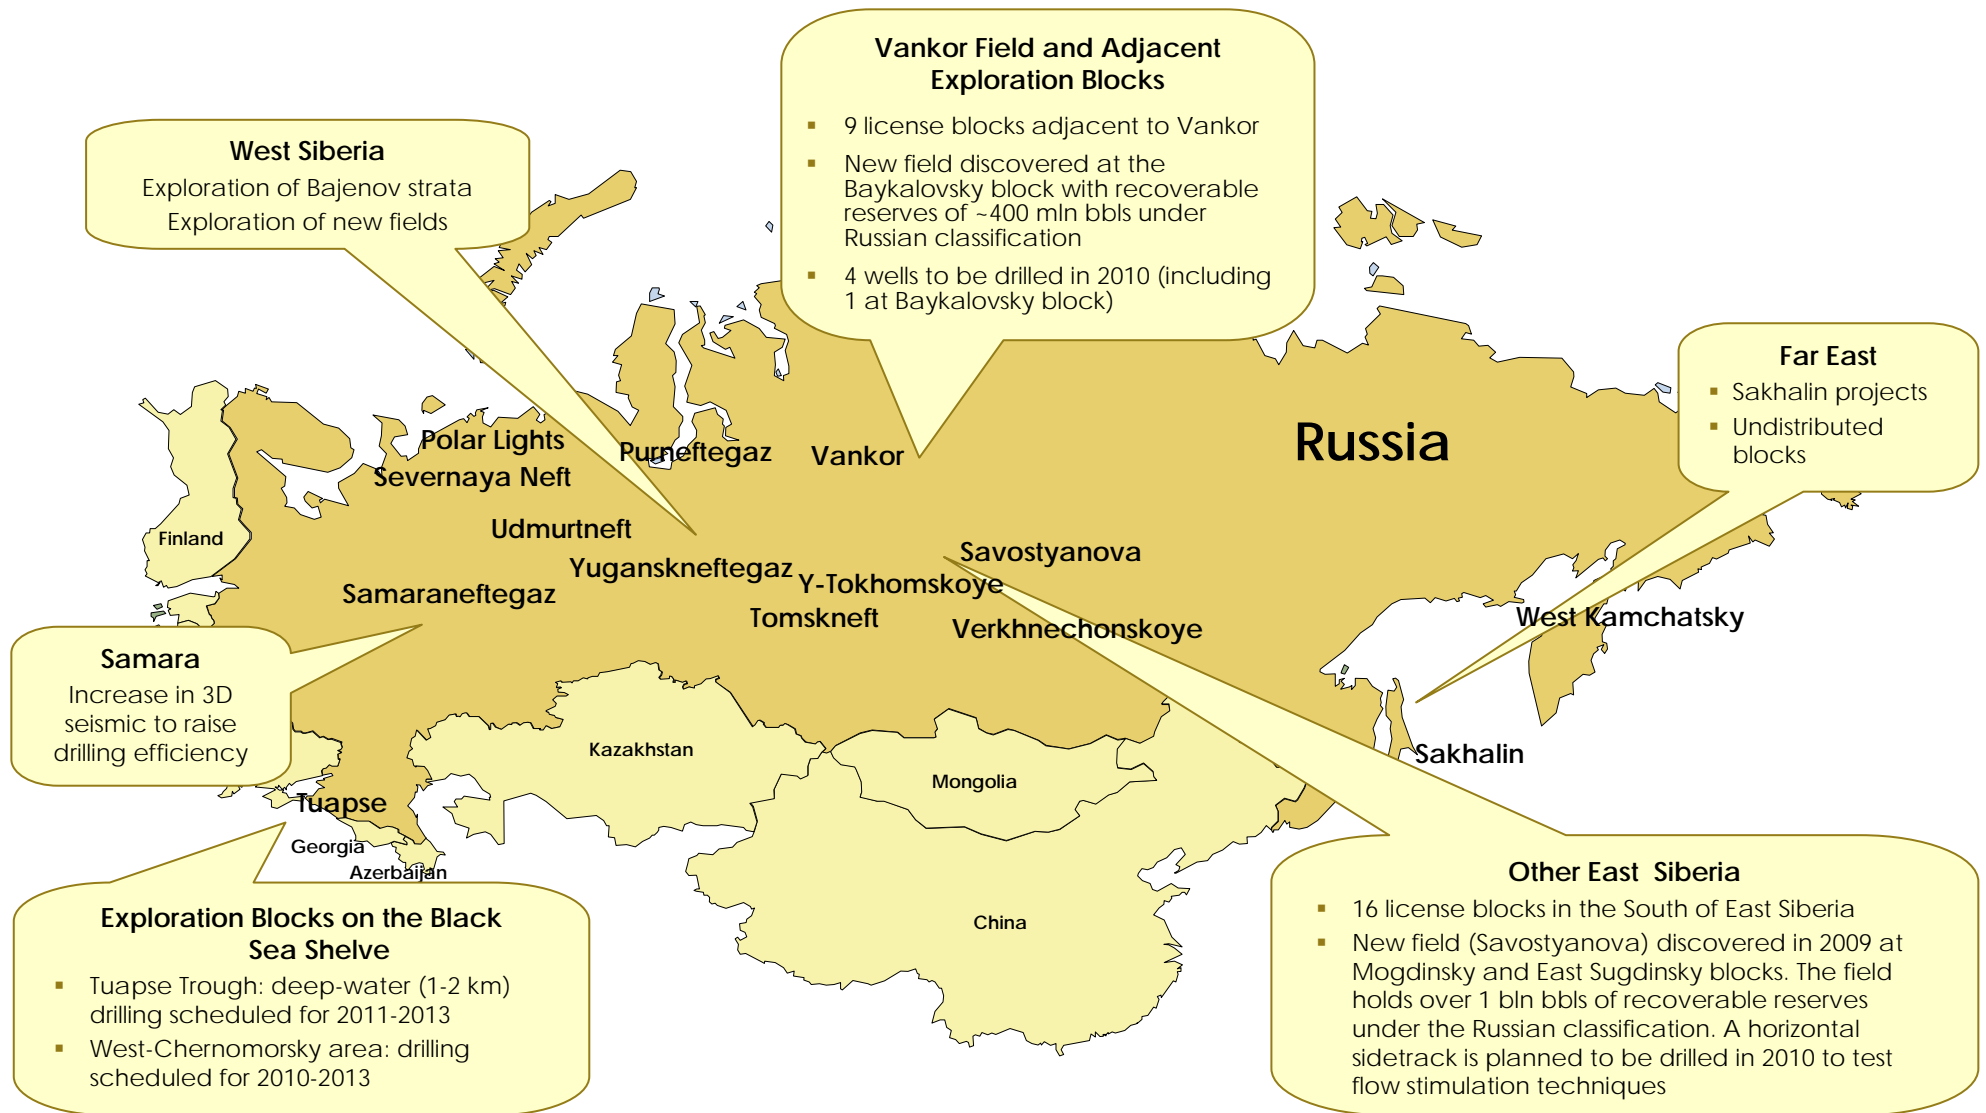 Vankor Field and Adjacent
Exploration Blocks
▪ 9 license blocks adjacent to Vankor
▪ New field discovered at the
Baykalovsky block with recoverable
reserves of ~400 mln bbls under
Russian classification
▪ 4 wells to be drilled in 2010 (including
1 at Baykalovsky block)
West Siberia
Exploration of Bajenov strata
Exploration of new fields
Far East
▪ Sakhalin projects
▪ Undistributed
blocks
Russia
Polar Lights
Purneftegaz
Vankor
Severnaya Neft
Udmurtneft
Finland
Savostyanova
Yuganskneftegaz
Y-Tokhomskoye
Samaraneftegaz
Tomskneft
Verkhnechonskoye
West Kamchatsky
Samara
Increase in 3D
seismic to raise
drilling efficiency
Kazakhstan
Mongolia
Sakhalin
Tuapse
Georgia
Azerbaijan
China
Exploration Blocks on the Black
Sea Shelve
▪ Tuapse Trough: deep-water (1-2 km)
drilling scheduled for 2011-2013
▪ West-Chernomorsky area: drilling
scheduled for 2010-2013
Other East  Siberia
▪ 16 license blocks in the South of East Siberia
▪ New field (Savostyanova) discovered in 2009 at
Mogdinsky and East Sugdinsky blocks. The field
holds over 1 bln bbls of recoverable reserves
under the Russian classification. A horizontal
sidetrack is planned to be drilled in 2010 to test
flow stimulation techniques